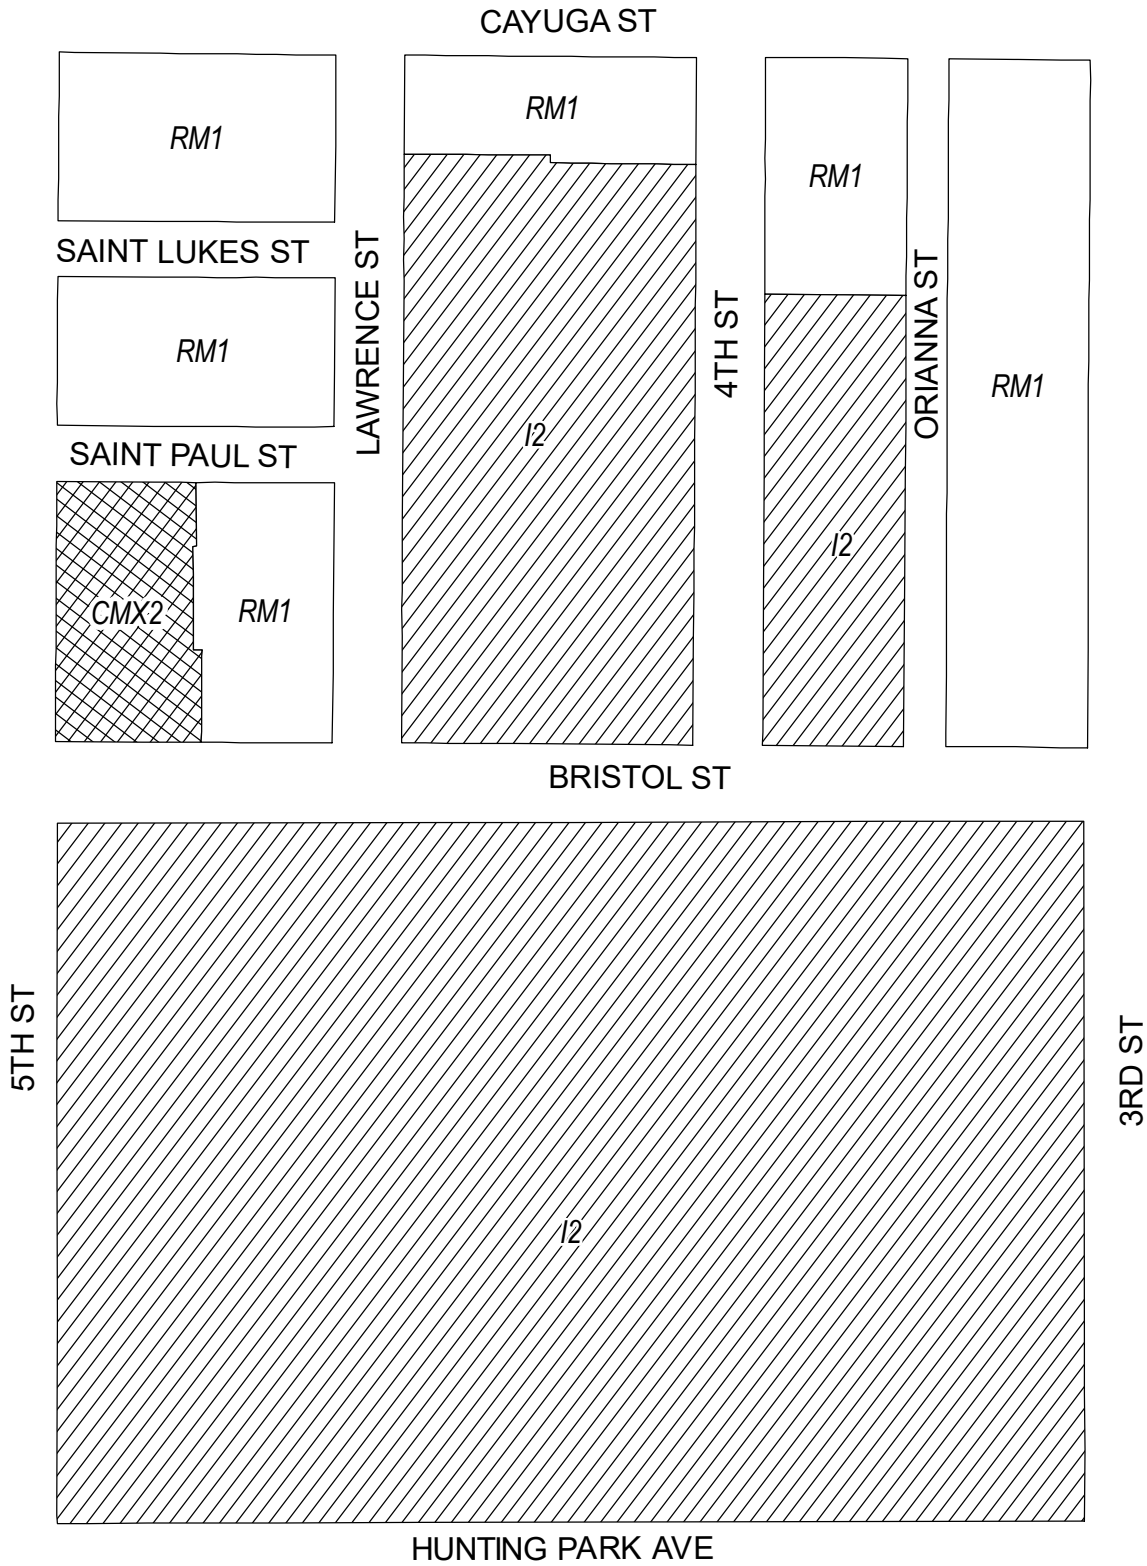 CAYUGA ST
RM1
RM1
RM1
SAINT LUKES ST
LAWRENCE ST
4TH ST
ORIANNA ST
RM1
RM1
I2
SAINT PAUL ST
I2
CMX2
RM1
BRISTOL ST
5TH ST
3RD ST
I2
HUNTING PARK AVE